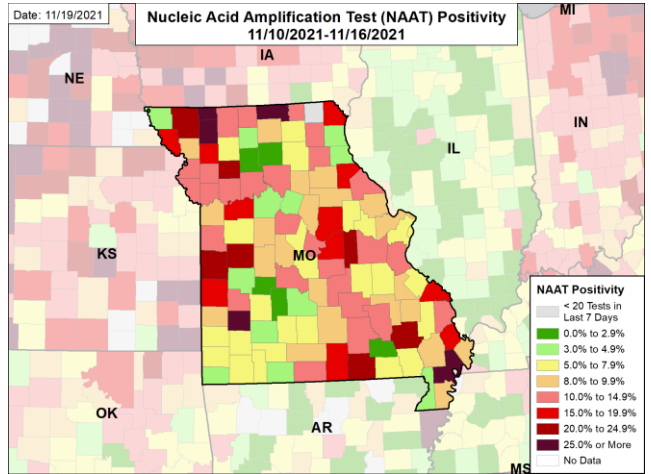 Date: 11/19/2021
Nucleic Acid Amplification Test (NAAT) Positivity
11/10/2021-11/16/2021
MI
IA
NE
IN
IL
KS
MO
NAAT Positivity
< 20 Tests in
Last 7 Days
0.0% to 2.9%
3.0% to 4.9%
5.0% to 7.9%
8.0% to 9.9%
10.0% to 14.9%
15.0% to 19.9%
20.0% to 24.9%
25.0% or More
No Data
OK
AR
MS